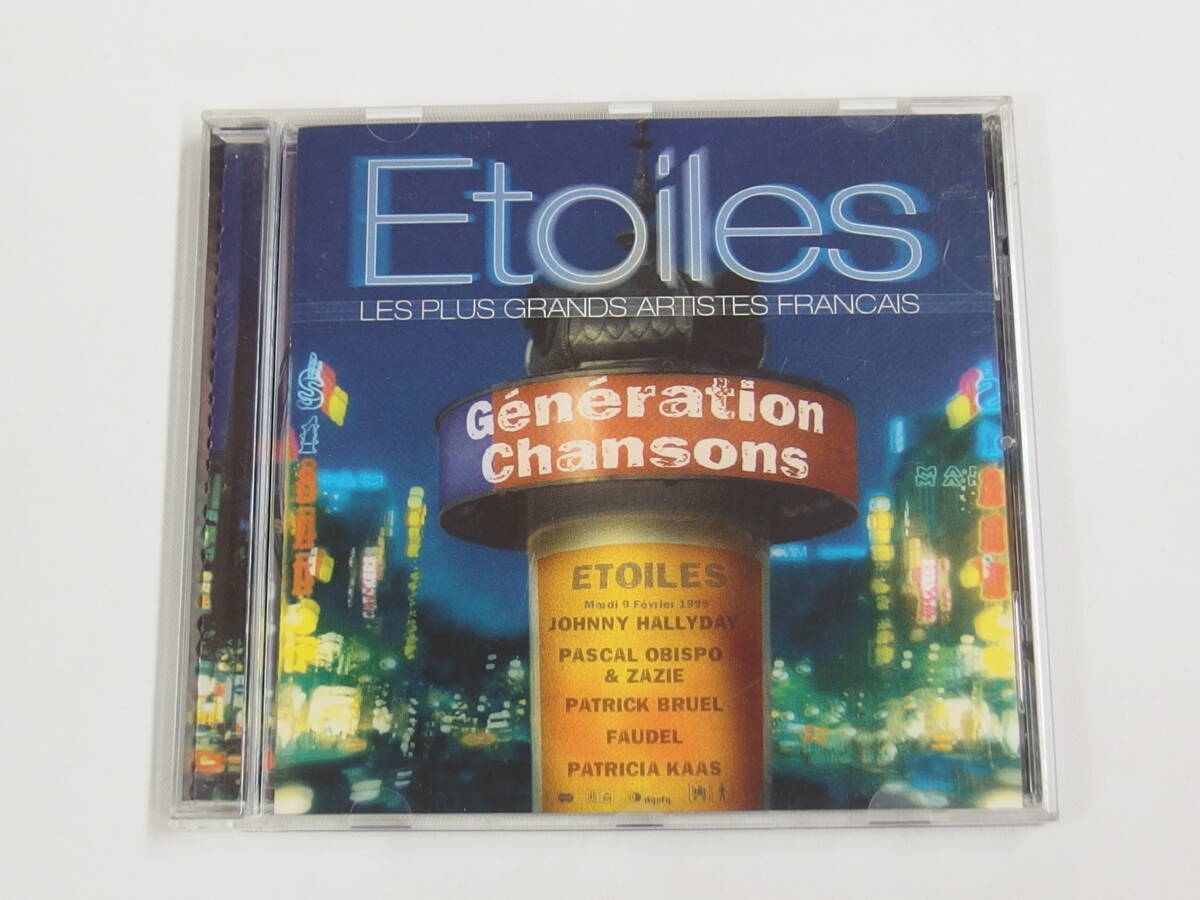 Etoiles
LES PLUS GRANDS ARTISTES FRANCAIS
Génération
Chansons
ETOILES
Mardi 9 Février 1999
JOHNNY HALLYDAY
PASCAL OBISPO
& ZAZIE
PATRICK BRUEL
FAUDEL
PATRICIA KAAS